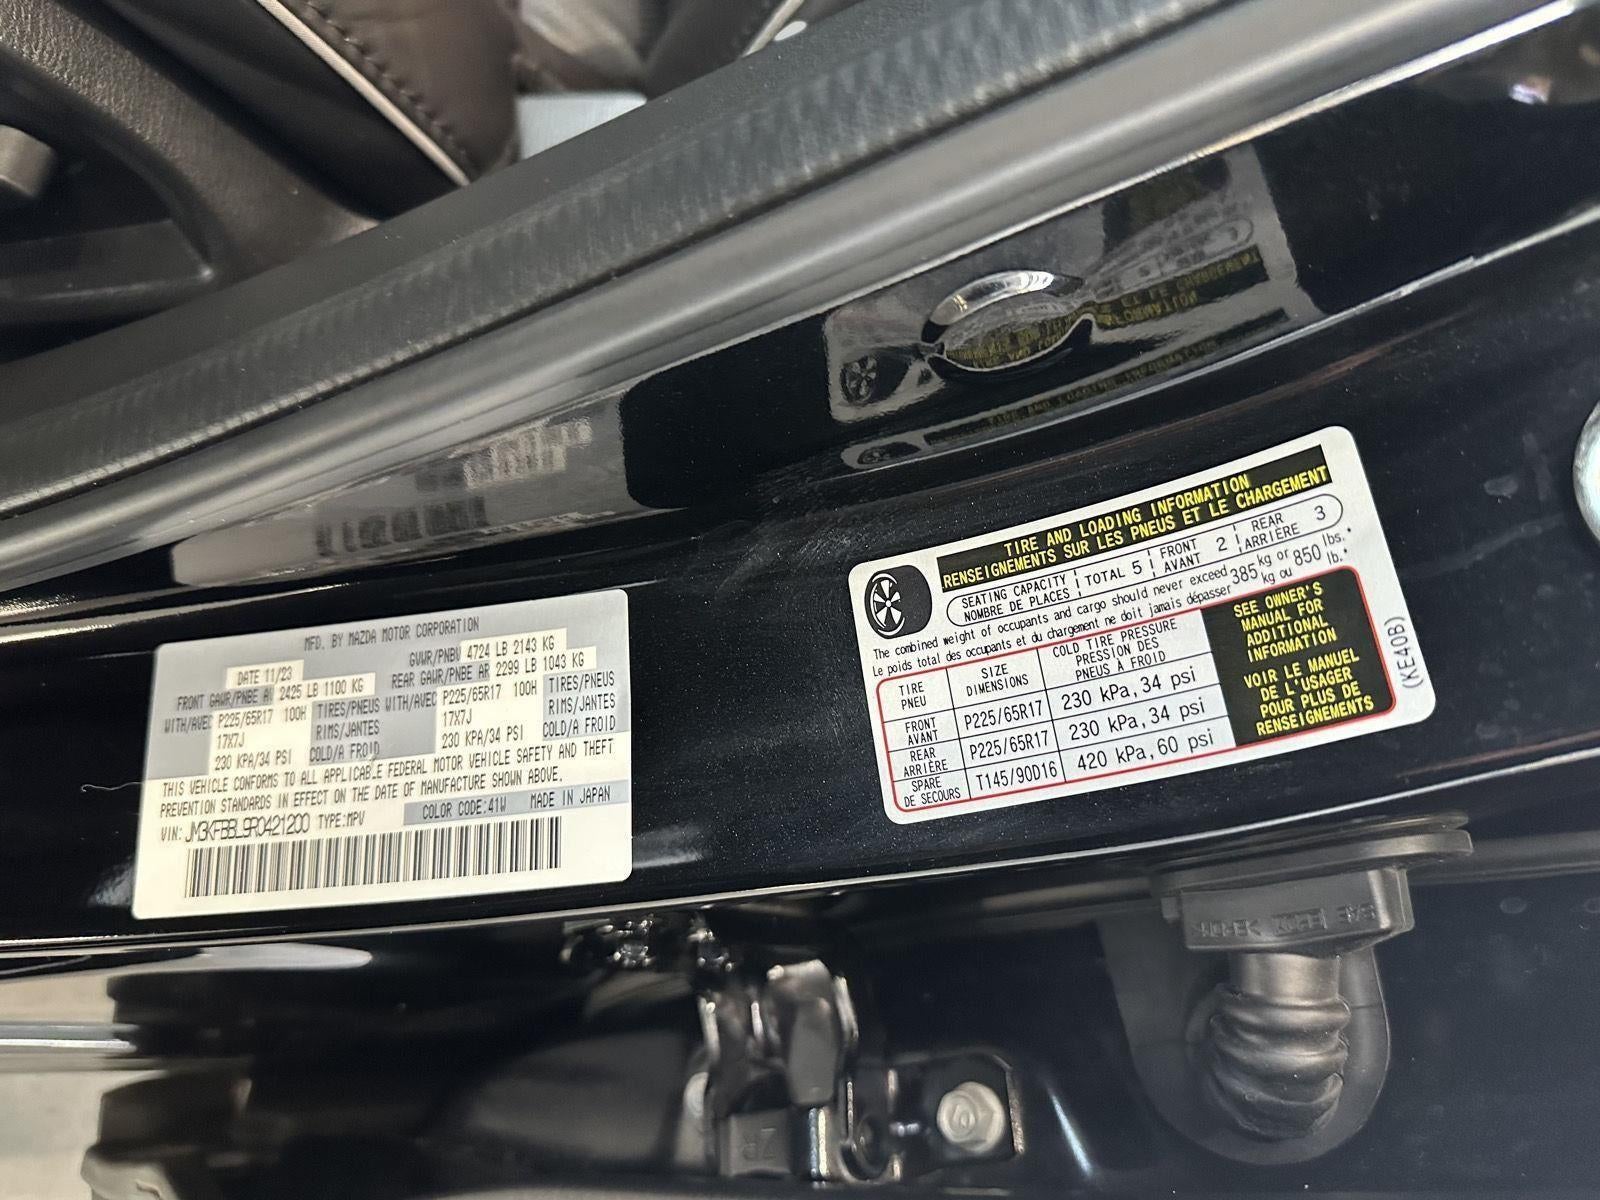 MFD. BY MAZDA MOTOR CORPORATION
DATE 11/23 GVWR/PNBV 4724 LB 2143 KG
FRONT GAWR/PNBE AV 2425 LB 1100 KG REAR GAWR/PNBE AR 2299 LB 1043 KG
WITH/AVEC P225/65R17 100H TIRES/PNEUS WITH/AVEC P225/65R17 100H TIRES/PNEUS
17X7J RIMS/JANTES 17X7J RIMS/JANTES
230 KPA/34 PSI COLD/A FROID 230 KPA/34 PSI COLD/A FROID
THIS VEHICLE CONFORMS TO ALL APPLICABLE FEDERAL MOTOR VEHICLE SAFETY AND THEFT
PREVENTION STANDARDS IN EFFECT ON THE DATE OF MANUFACTURE SHOWN ABOVE.
COLOR CODE:41W MADE IN JAPAN
VIN: JM3KFBBL9R0421200 TYPE:MPV
TIRE AND LOADING INFORMATION
RENSEIGNEMENTS SUR LES PNEUS ET LE CHARGEMENT
SEATING CAPACITY TOTAL 5 FRONT 2 REAR 3
NOMBRE DE PLACES AVANT ARRIÈRE
The combined weight of occupants and cargo should never exceed 385 kg or 850 lbs.
Le poids total des occupants et du chargement ne doit jamais dépasser kg ou lb.
TIRE SIZE COLD TIRE PRESSURE
PNEU DIMENSIONS PRESSION DES
PNEUS À FROID
FRONT P225/65R17 230 kPa, 34 psi
AVANT
REAR P225/65R17 230 kPa, 34 psi
ARRIÈRE
SPARE T145/90D16 420 kPa, 60 psi
DE SECOURS
SEE OWNER'S
MANUAL FOR
ADDITIONAL
INFORMATION
VOIR LE MANUEL
DE L'USAGER
POUR PLUS DE
RENSEIGNEMENTS
(KE40B)